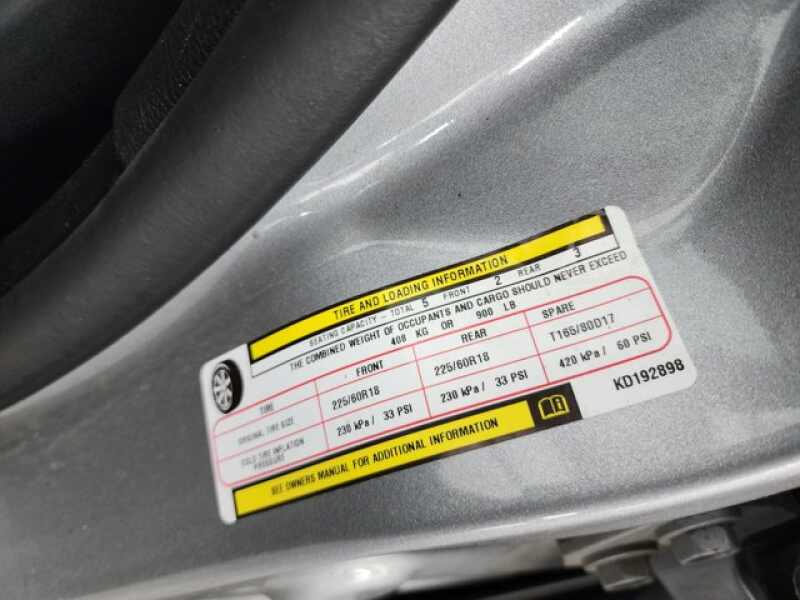 TIRE AND LOADING INFORMATION
SEATING CAPACITY - TOTAL 5 FRONT 2 REAR 3
THE COMBINED WEIGHT OF OCCUPANTS AND CARGO SHOULD NEVER EXCEED
408 KG OR 900 LB
TIRE FRONT REAR SPARE
ORIGINAL TIRE SIZE 225/60R18 225/60R18 T165/80D17
COLD TIRE INFLATION PRESSURE 230 kPa / 33 PSI 230 kPa / 33 PSI 420 kPa / 60 PSI
SEE OWNERS MANUAL FOR ADDITIONAL INFORMATION
KD192898